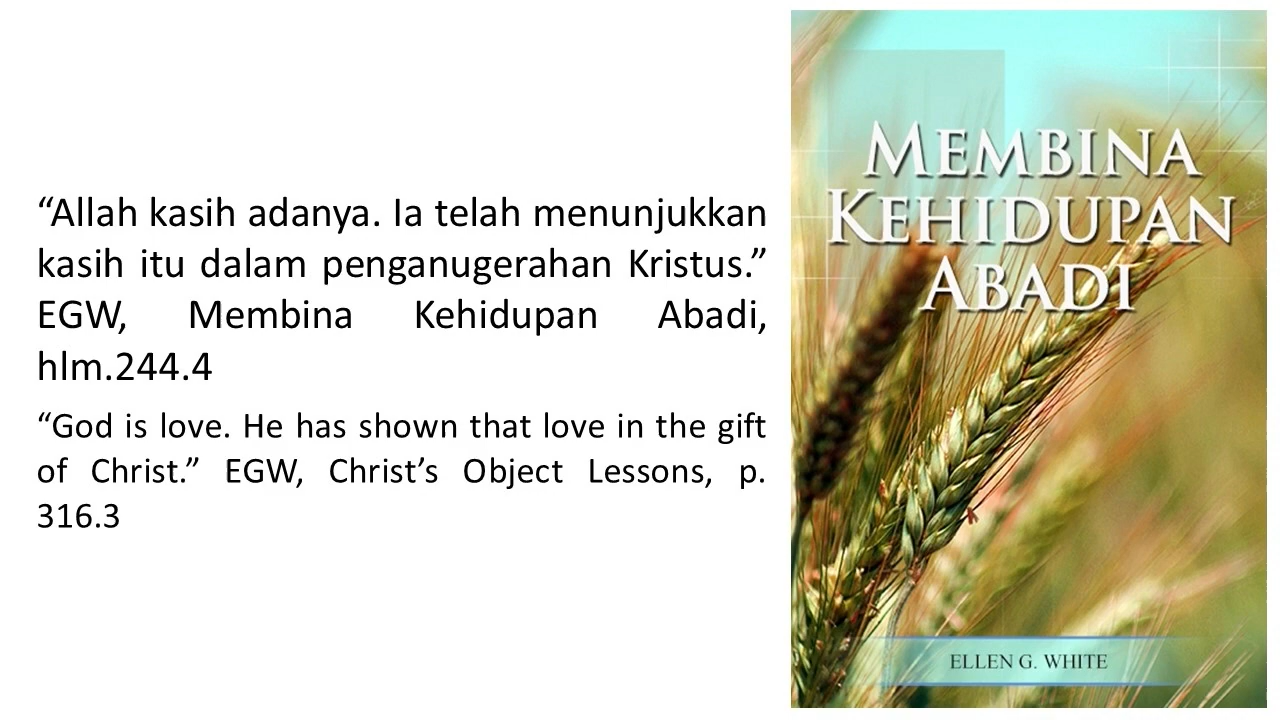 “Allah kasih adanya. Ia telah menunjukkan
kasih itu dalam penganugerahan Kristus.”
EGW, Membina Kehidupan Abadi,
hlm.244.4
“God is love. He has shown that love in the gift
of Christ.” EGW, Christ’s Object Lessons, p.
316.3
MEMBINA
KEHIDUPAN
ABADI
ELLEN G. WHITE